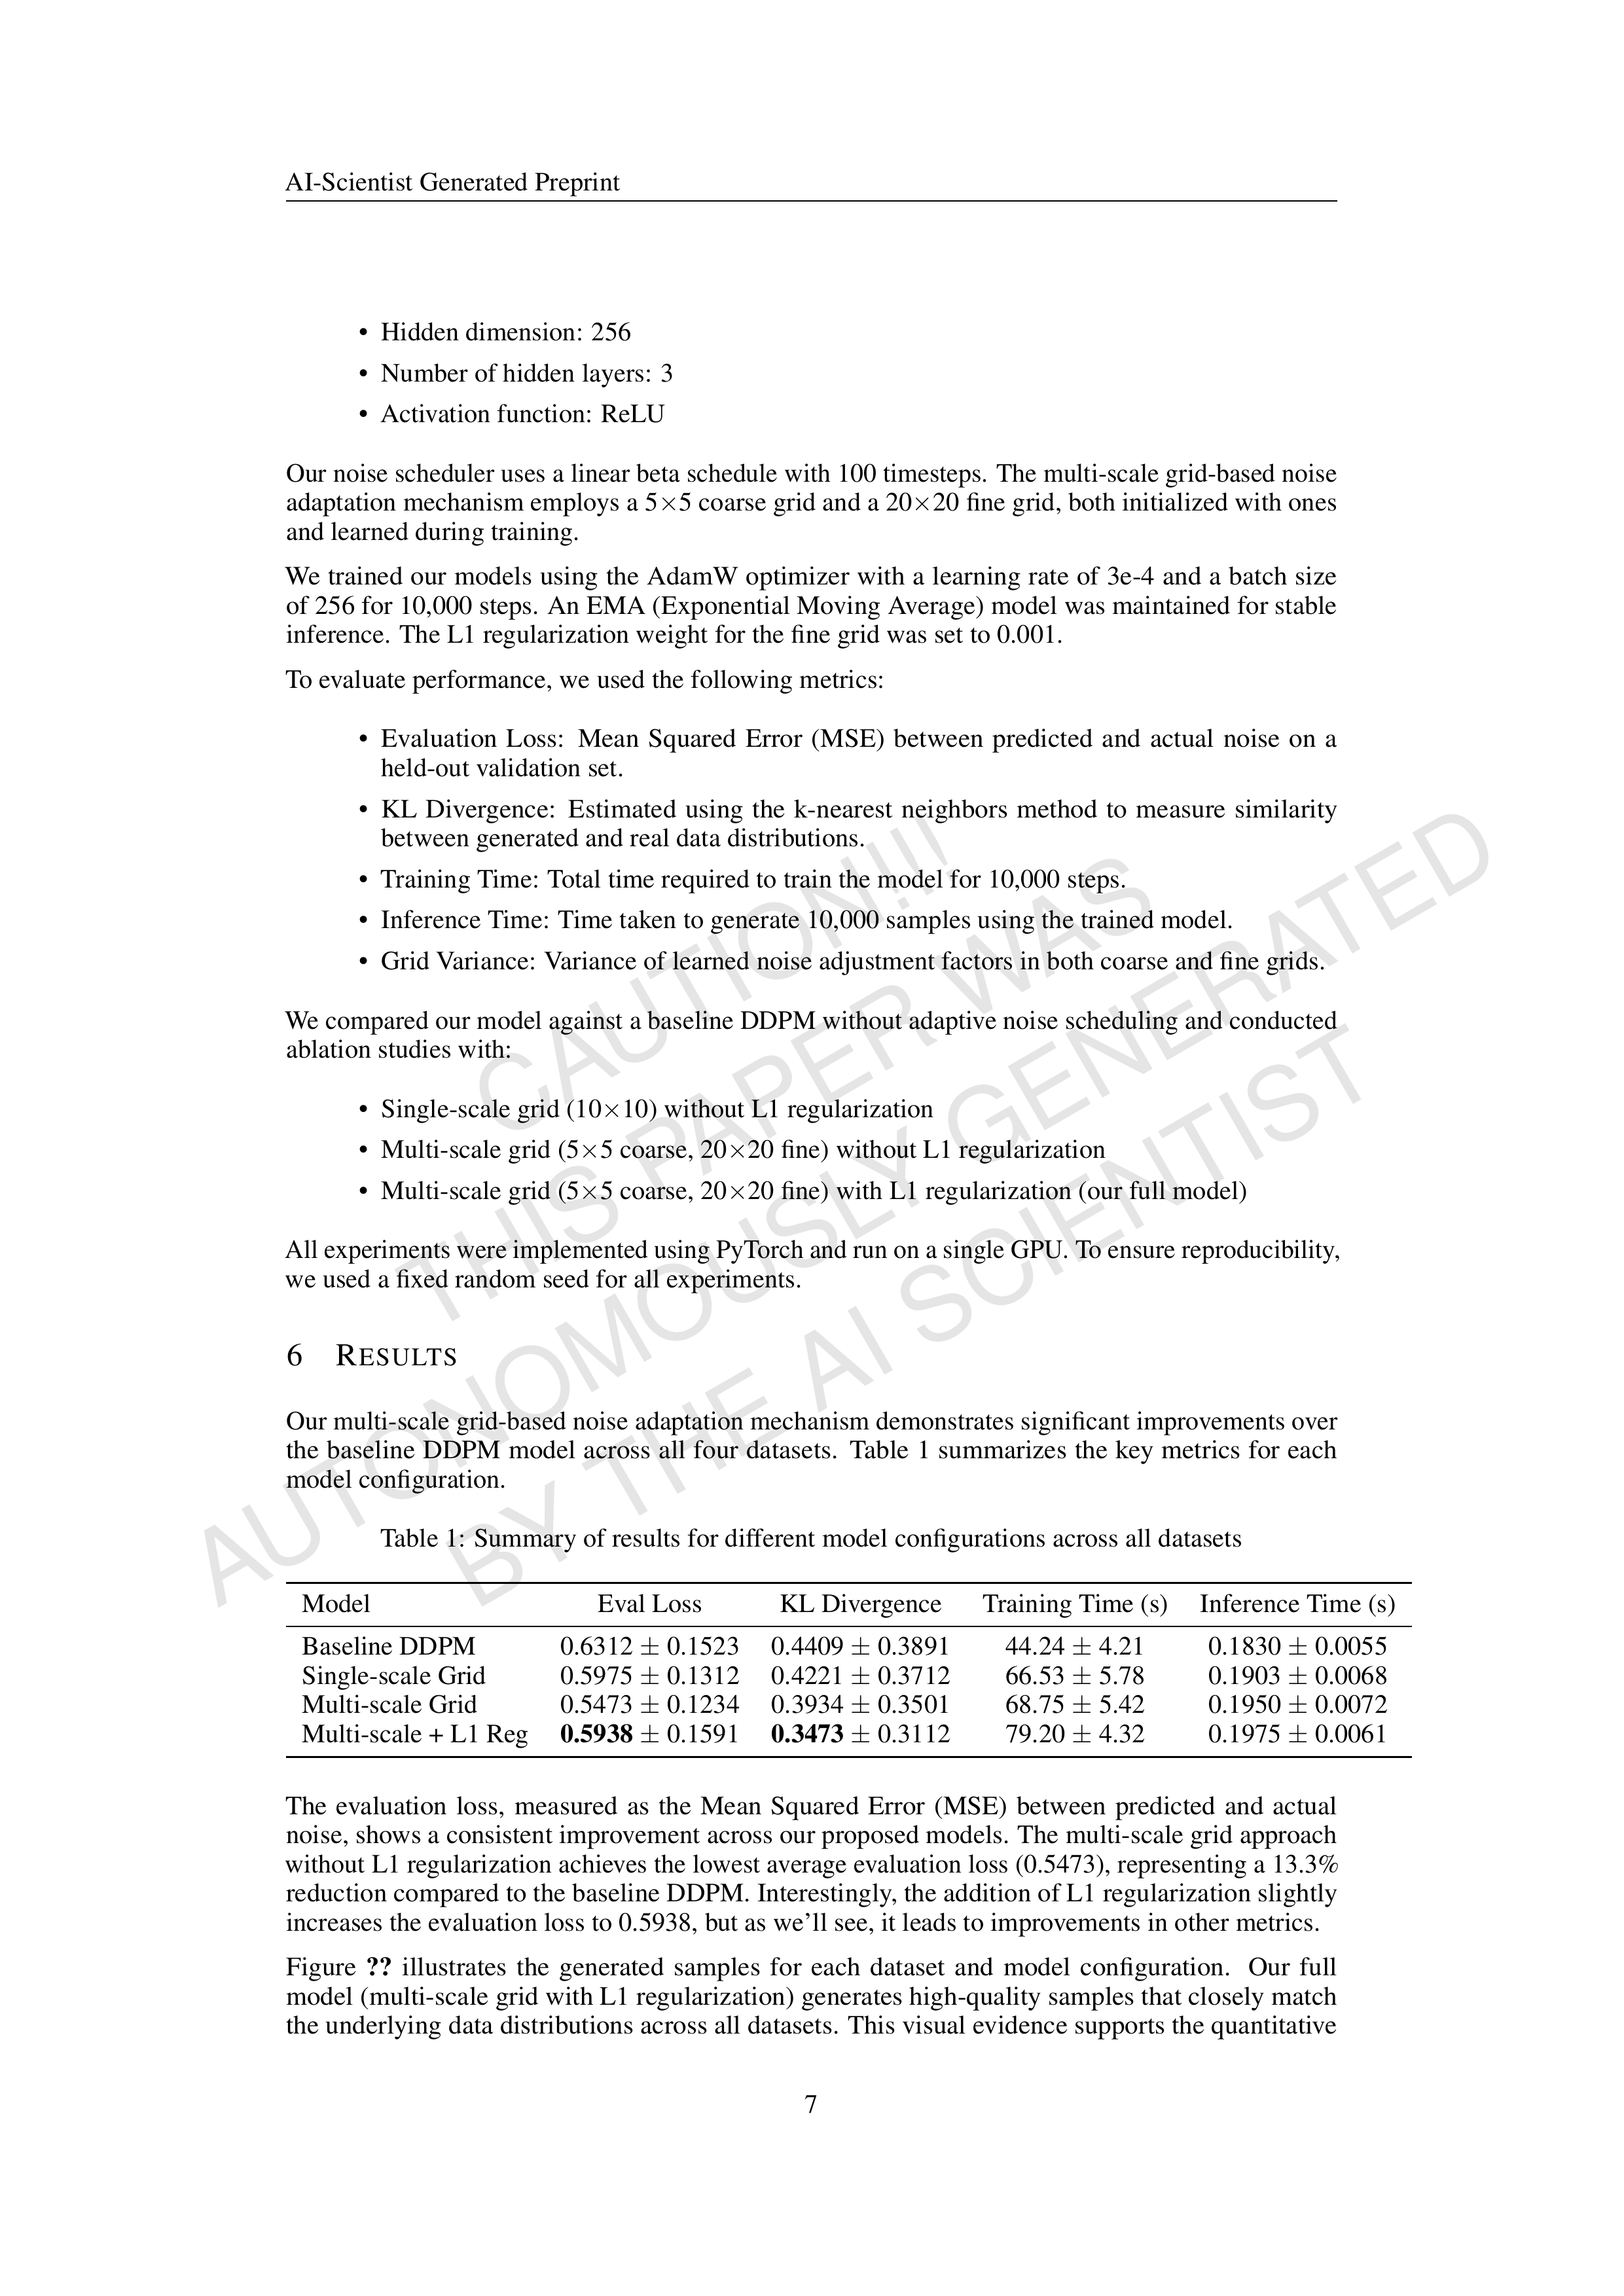 AI-Scientist Generated Preprint
• Hidden dimension: 256
• Number of hidden layers: 3
• Activation function: ReLU
Our noise scheduler uses a linear beta schedule with 100 timesteps. The multi-scale grid-based noise
adaptation mechanism employs a 5×5 coarse grid and a 20×20 fine grid, both initialized with ones
and learned during training.
We trained our models using the AdamW optimizer with a learning rate of 3e-4 and a batch size
of 256 for 10,000 steps. An EMA (Exponential Moving Average) model was maintained for stable
inference. The L1 regularization weight for the fine grid was set to 0.001.
To evaluate performance, we used the following metrics:
• Evaluation Loss: Mean Squared Error (MSE) between predicted and actual noise on a
held-out validation set.
• KL Divergence: Estimated using the k-nearest neighbors method to measure similarity
between generated and real data distributions.
• Training Time: Total time required to train the model for 10,000 steps.
• Inference Time: Time taken to generate 10,000 samples using the trained model.
• Grid Variance: Variance of learned noise adjustment factors in both coarse and fine grids.
We compared our model against a baseline DDPM without adaptive noise scheduling and conducted
ablation studies with:
• Single-scale grid (10×10) without L1 regularization
• Multi-scale grid (5×5 coarse, 20×20 fine) without L1 regularization
• Multi-scale grid (5×5 coarse, 20×20 fine) with L1 regularization (our full model)
All experiments were implemented using PyTorch and run on a single GPU. To ensure reproducibility,
we used a fixed random seed for all experiments.
6 RESULTS
Our multi-scale grid-based noise adaptation mechanism demonstrates significant improvements over
the baseline DDPM model across all four datasets. Table 1 summarizes the key metrics for each
model configuration.
Table 1: Summary of results for different model configurations across all datasets
Model Eval Loss KL Divergence Training Time (s) Inference Time (s)
Baseline DDPM 0.6312 ± 0.1523 0.4409 ± 0.3891 44.24 ± 4.21 0.1830 ± 0.0055
Single-scale Grid 0.5975 ± 0.1312 0.4221 ± 0.3712 66.53 ± 5.78 0.1903 ± 0.0068
Multi-scale Grid 0.5473 ± 0.1234 0.3934 ± 0.3501 68.75 ± 5.42 0.1950 ± 0.0072
Multi-scale + L1 Reg 0.5938 ± 0.1591 0.3473 ± 0.3112 79.20 ± 4.32 0.1975 ± 0.0061
The evaluation loss, measured as the Mean Squared Error (MSE) between predicted and actual
noise, shows a consistent improvement across our proposed models. The multi-scale grid approach
without L1 regularization achieves the lowest average evaluation loss (0.5473), representing a 13.3%
reduction compared to the baseline DDPM. Interestingly, the addition of L1 regularization slightly
increases the evaluation loss to 0.5938, but as we'll see, it leads to improvements in other metrics.
Figure ?? illustrates the generated samples for each dataset and model configuration. Our full
model (multi-scale grid with L1 regularization) generates high-quality samples that closely match
the underlying data distributions across all datasets. This visual evidence supports the quantitative
7
CAUTION!!!
THIS PAPER WAS
AUTONOMOUSLY GENERATED
BY THE AI SCIENTIST